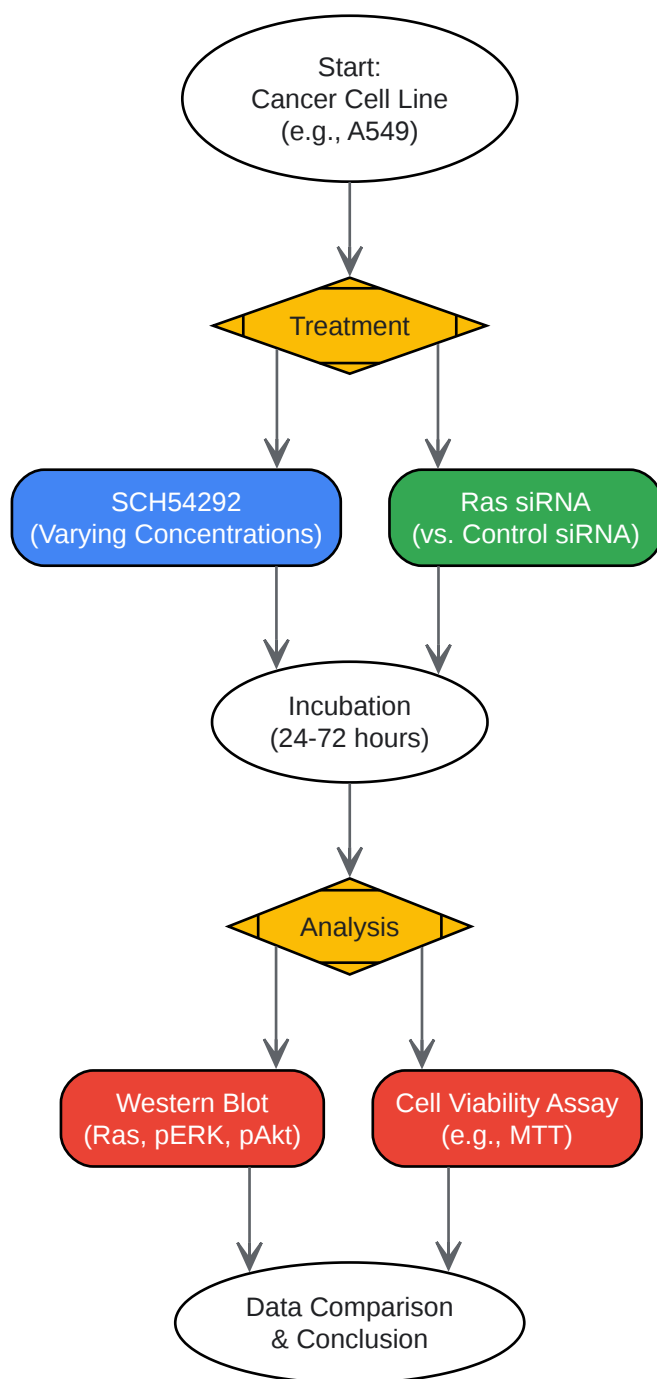 Start:
Cancer Cell Line
(e.g., A549)
Treatment
SCH54292
(Varying Concentrations)
Ras siRNA
(vs. Control siRNA)
Incubation
(24-72 hours)
Analysis
Western Blot
(Ras, pERK, pAkt)
Cell Viability Assay
(e.g., MTT)
Data Comparison
& Conclusion